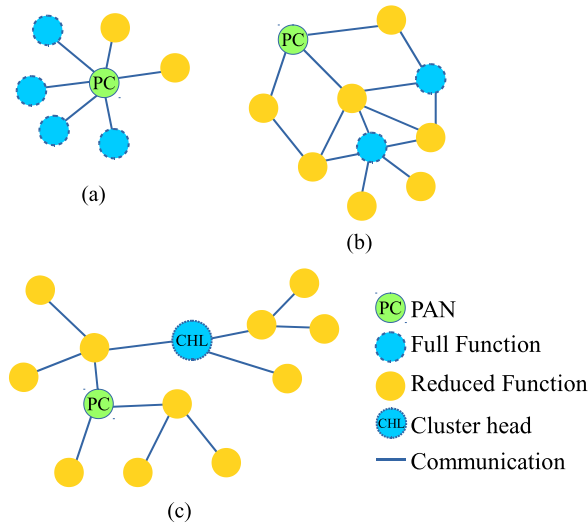 PC
(a)
PC
(b)
CHL
PC
(c)
PC PAN
Full Function
Reduced Function
CHL Cluster head
Communication